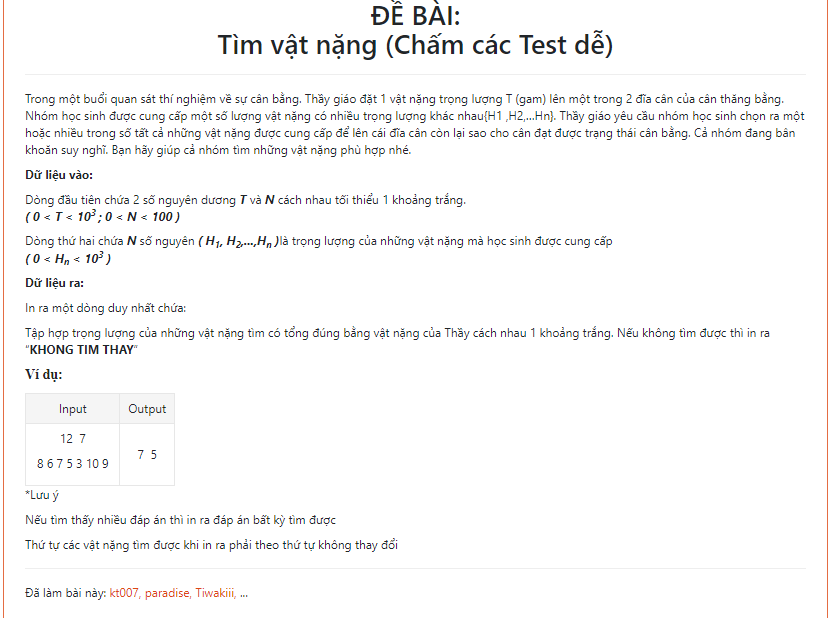 ĐỀ BÀI:
Tìm vật nặng (Chấm các Test dễ)
Trong một buổi quan sát thí nghiệm về sự cân bằng. Thầy giáo đặt 1 vật nặng trọng lượng T (gam) lên một trong 2 đĩa cân của cân thăng bằng.
Nhóm học sinh được cung cấp một số lượng vật nặng có nhiều trọng lượng khác nhau{H1 ,H2,...Hn}. Thầy giáo yêu cầu nhóm học sinh chọn ra một
hoặc nhiều trong số tất cả những vật nặng được cung cấp để lên cái đĩa cân còn lại sao cho cân đạt được trạng thái cân bằng. Cả nhóm đang băn
khoăn suy nghĩ. Bạn hãy giúp cả nhóm tìm những vật nặng phù hợp nhé.
Dữ liệu vào:
Dòng đầu tiên chứa 2 số nguyên dương T và N cách nhau tối thiểu 1 khoảng trắng.
( 0 < T < 10³ ; 0 < N < 100 )
Dòng thứ hai chứa N số nguyên ( H₁, H₂,...,Hₙ )là trọng lượng của những vật nặng mà học sinh được cung cấp
( 0 < Hₙ < 10³ )
Dữ liệu ra:
In ra một dòng duy nhất chứa:
Tập hợp trọng lượng của những vật nặng tìm có tổng đúng bằng vật nặng của Thầy cách nhau 1 khoảng trắng. Nếu không tìm được thì in ra
"KHONG TIM THAY"
Ví dụ:
Input Output
12 7
8 6 7 5 3 10 9
7 5
*Lưu ý
Nếu tìm thấy nhiều đáp án thì in ra đáp án bất kỳ tìm được
Thứ tự các vật nặng tìm được khi in ra phải theo thứ tự không thay đổi
Đã làm bài này: kt007, paradise, Tiwakiii, ...